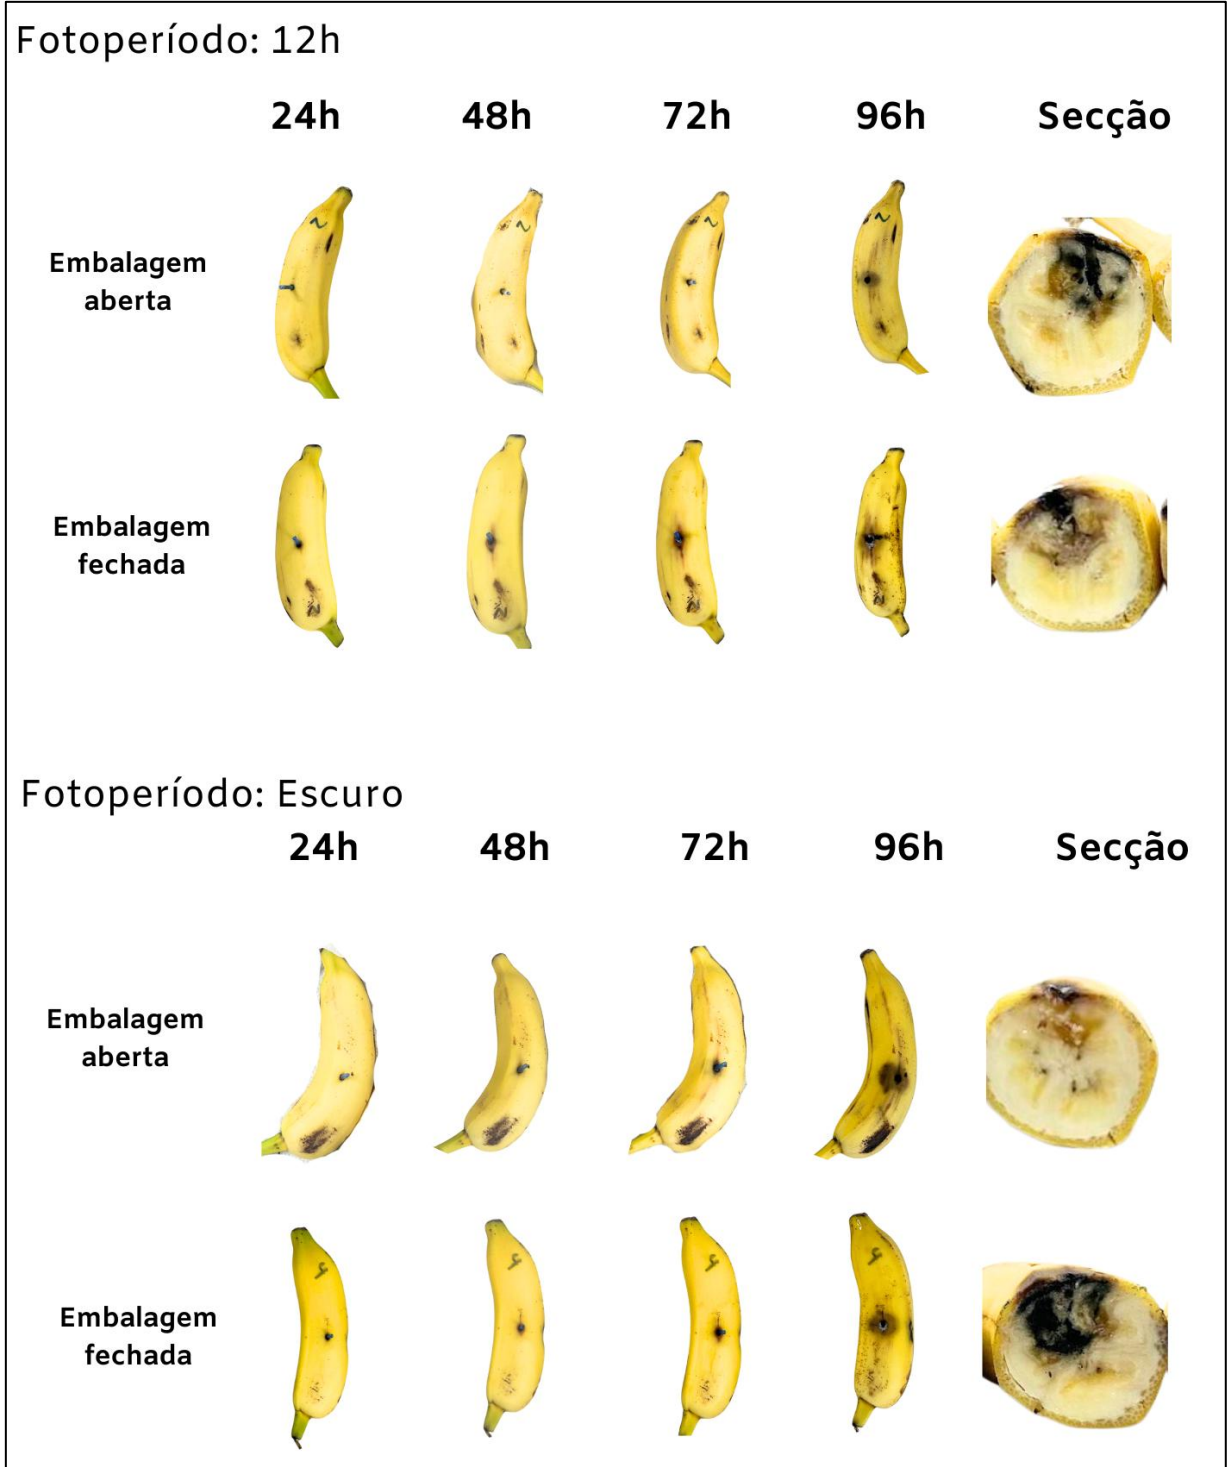 Fotoperíodo: 12h
24h 48h 72h 96h Secção
Embalagem
aberta
Embalagem
fechada
Fotoperíodo: Escuro
24h 48h 72h 96h Secção
Embalagem
aberta
Embalagem
fechada